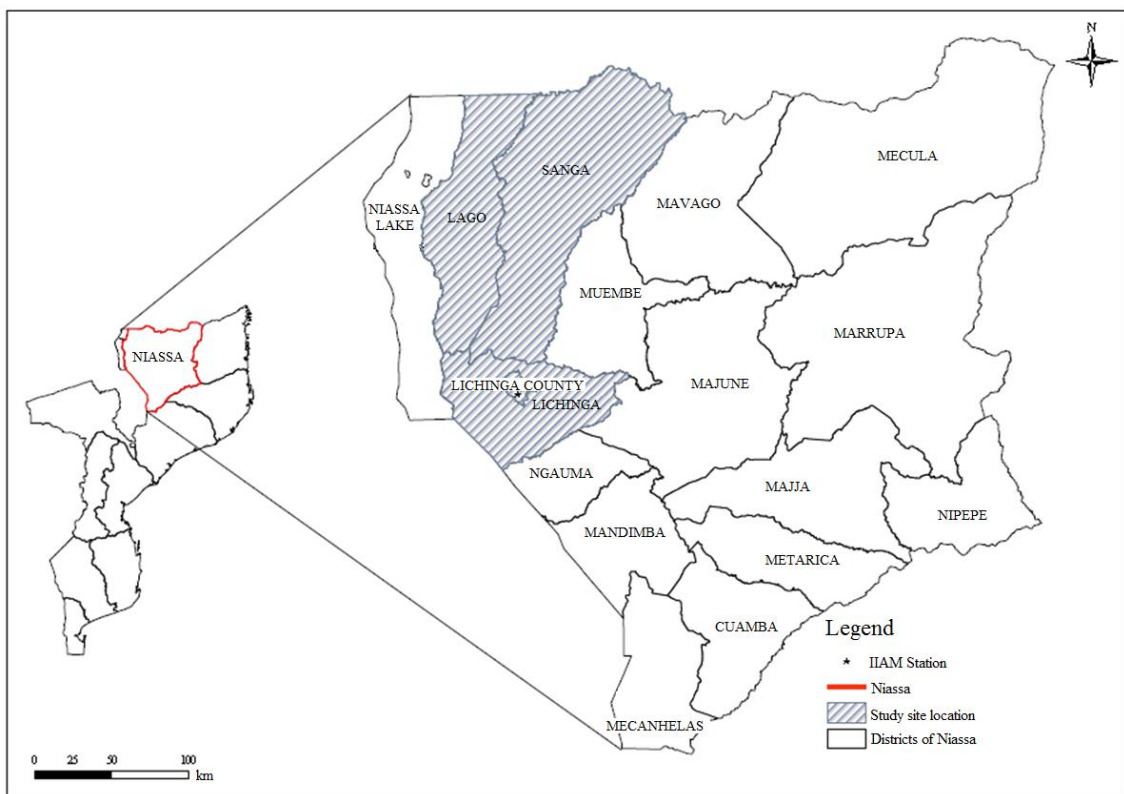 N
MECULA
SANGA
MAVAGO
NIASSA
LAKE
LAGO
MUEMBE
MARRUPA
NIASSA
LICHINGA COUNTY
MAJUNE
LICHINGA
NGAUMA
MAJJA
NIPEPE
MANDIMBA
METARICA
CUAMBA
Legend
IIAM Station
Niassa
MECANHELAS
Study site location
Districts of Niassa
0 25 50 100
km